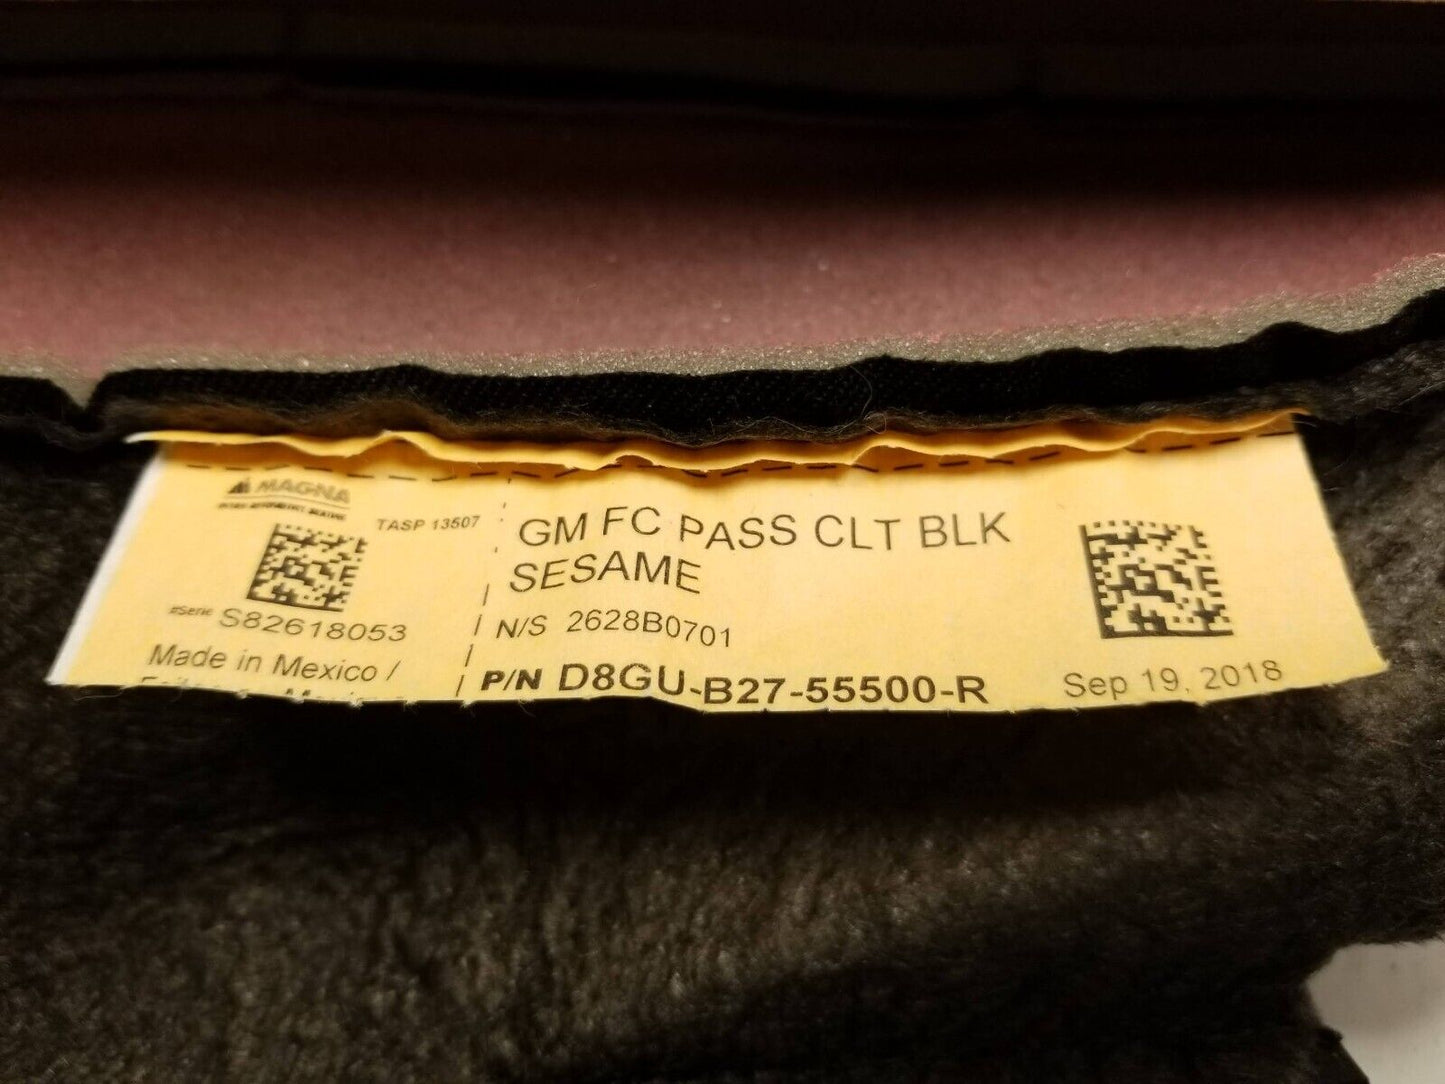 MAGNA
TASP 13507
#Serie S82618053
Made in Mexico /
GM FC PASS CLT BLK
SESAME
N/S 2628B0701
P/N D8GU-B27-55500-R
Sep 19, 2018